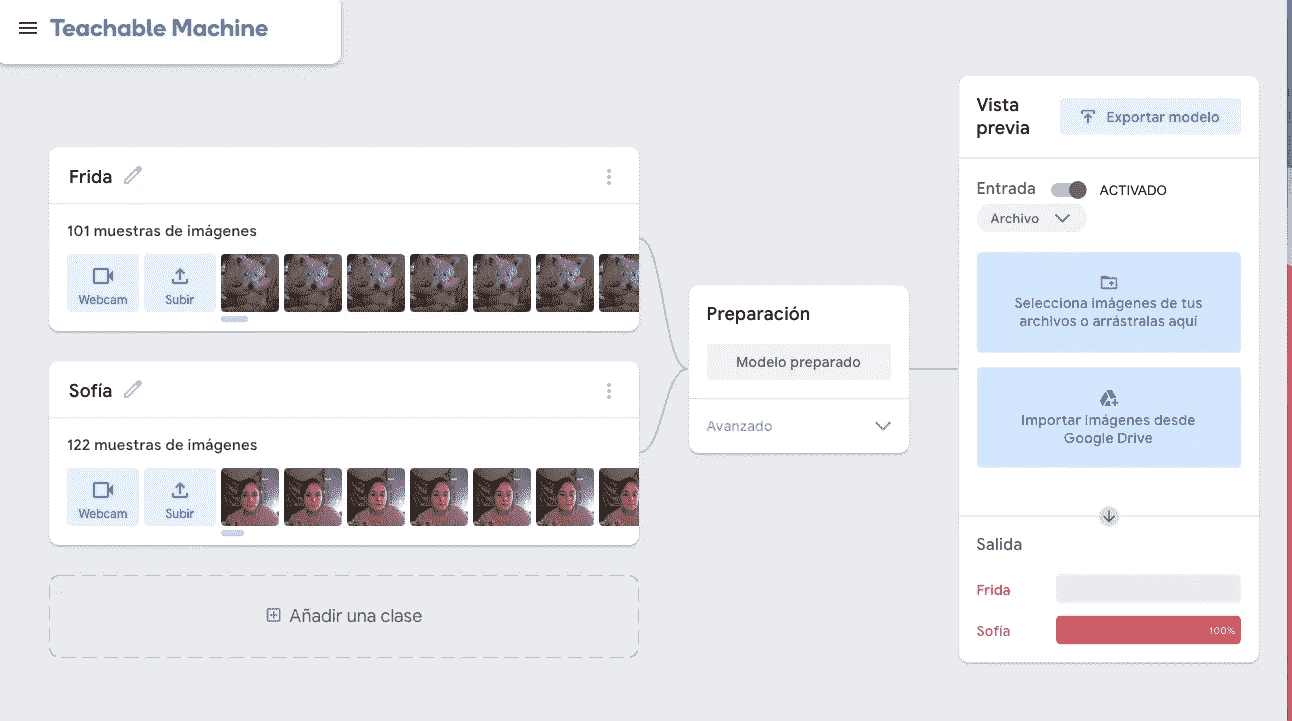 Teachable Machine
Frida
101 muestras de imágenes
Webcam
Subir
Sofía
122 muestras de imágenes
Webcam
Subir
Añadir una clase
Preparación
Modelo preparado
Avanzado
Vista
previa
Exportar modelo
Entrada
ACTIVADO
Archivo
Selecciona imágenes de tus
archivos o arrástralas aquí
Importar imágenes desde
Google Drive
Salida
Frida
Sofía
100%